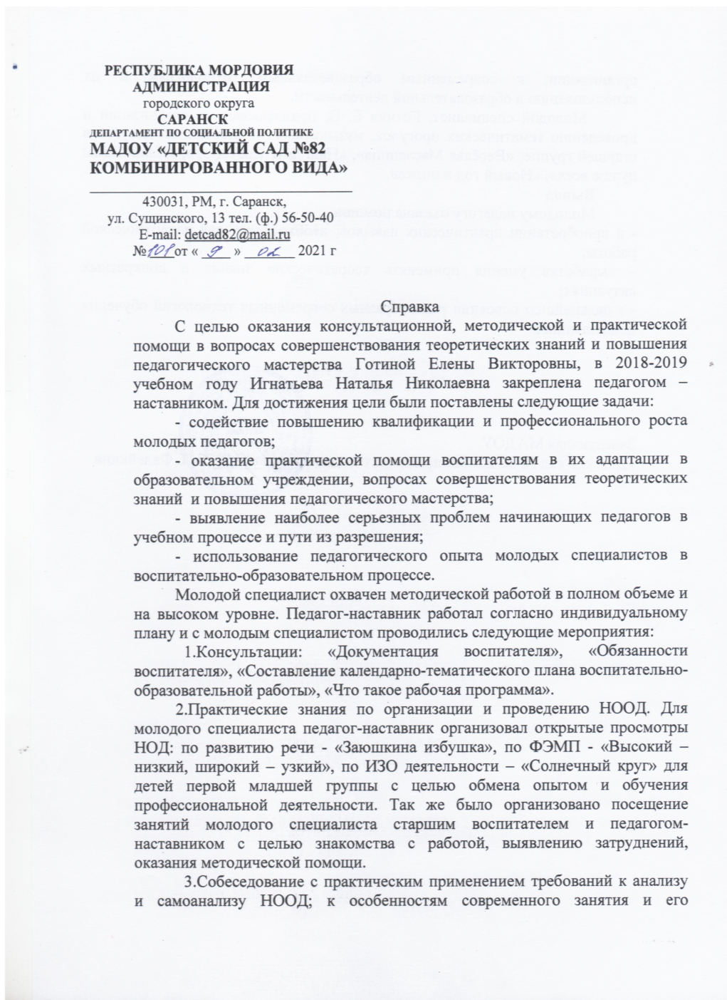 РЕСПУБЛИКА МОРДОВИЯ
АДМИНИСТРАЦИЯ
городского округа
САРАНСК
ДЕПАРТАМЕНТ ПО СОЦИАЛЬНОЙ ПОЛИТИКЕ
МАДОУ «ДЕТСКИЙ САД №82
КОМБИНИРОВАННОГО ВИДА»
430031, РМ, г. Саранск,
ул. Сущинского, 13 тел. (ф.) 56-50-40
E-mail: detcad82@mail.ru
№ 101 от « 9 » 02 2021 г
Справка
С целью оказания консультационной, методической и практической
помощи в вопросах совершенствования теоретических знаний и повышения
педагогического мастерства Готиной Елены Викторовны, в 2018-2019
учебном году Игнатьева Наталья Николаевна закреплена педагогом –
наставником. Для достижения цели были поставлены следующие задачи:
- содействие повышению квалификации и профессионального роста
молодых педагогов;
- оказание практической помощи воспитателям в их адаптации в
образовательном учреждении, вопросах совершенствования теоретических
знаний и повышения педагогического мастерства;
- выявление наиболее серьезных проблем начинающих педагогов в
учебном процессе и пути из разрешения;
- использование педагогического опыта молодых специалистов в
воспитательно-образовательном процессе.
Молодой специалист охвачен методической работой в полном объеме и
на высоком уровне. Педагог-наставник работал согласно индивидуальному
плану и с молодым специалистом проводились следующие мероприятия:
1.Консультации: «Документация воспитателя», «Обязанности
воспитателя», «Составление календарно-тематического плана воспитательно-
образовательной работы», «Что такое рабочая программа».
2.Практические знания по организации и проведению НООД. Для
молодого специалиста педагог-наставник организовал открытые просмотры
НОД: по развитию речи - «Заюшкина избушка», по ФЭМП - «Высокий –
низкий, широкий – узкий», по ИЗО деятельности – «Солнечный круг» для
детей первой младшей группы с целью обмена опытом и обучения
профессиональной деятельности. Так же было организовано посещение
занятий молодого специалиста старшим воспитателем и педагогом-
наставником с целью знакомства с работой, выявлению затруднений,
оказания методической помощи.
3.Собеседование с практическим применением требований к анализу
и самоанализу НООД; к особенностям современного занятия и его